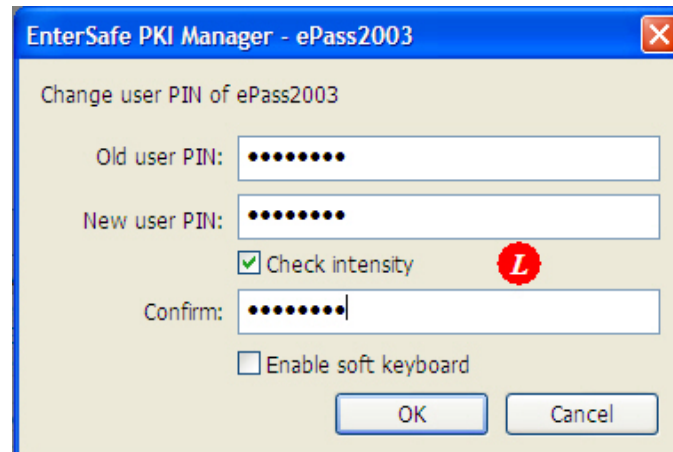 EnterSafe PKI Manager - ePass2003
Change user PIN of ePass2003
Old user PIN: ••••••••
New user PIN: ••••••••
Check intensity L
Confirm: ••••••••
Enable soft keyboard
OK Cancel